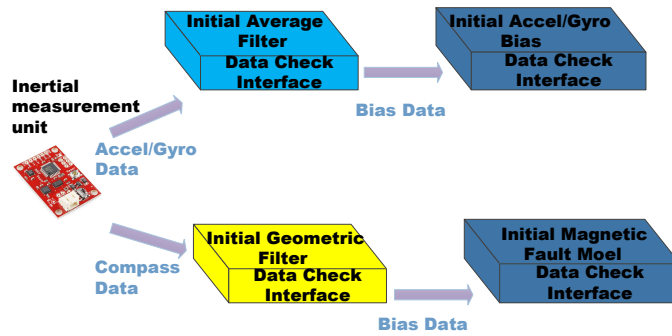 Initial Average
Filter
Data Check
Interface
Initial Accel/Gyro
Bias
Data Check
Interface
Bias Data
Inertial
measurement
unit
Accel/Gyro
Data
Compass
Data
Initial Geometric
Filter
Data Check
Interface
Initial Magnetic
Fault Moel
Data Check
Interface
Bias Data